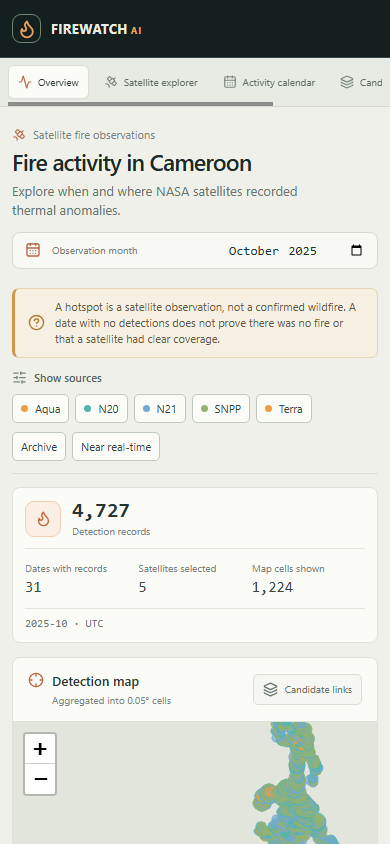 FIREWATCH AI
Overview
Satellite explorer
Activity calendar
Cand
Satellite fire observations
Fire activity in Cameroon
Explore when and where NASA satellites recorded
thermal anomalies.
Observation month
October 2025
A hotspot is a satellite observation, not a confirmed wildfire. A
date with no detections does not prove there was no fire or
that a satellite had clear coverage.
Show sources
Aqua
N20
N21
SNPP
Terra
Archive
Near real-time
4,727
Detection records
Dates with records
Satellites selected
Map cells shown
31
5
1,224
2025-10 · UTC
Detection map
Candidate links
Aggregated into 0.05° cells
+
−